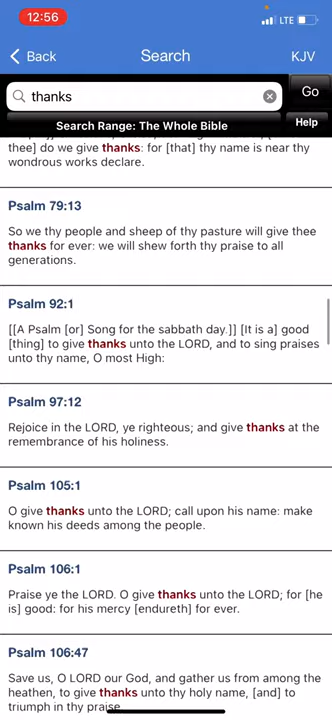 12:56
LTE
Back
Search
KJV
thanks
Go
Search Range: The Whole Bible
Help
thee] do we give thanks: for [that] thy name is near thy
wondrous works declare.
Psalm 79:13
So we thy people and sheep of thy pasture will give thee
thanks for ever: we will shew forth thy praise to all
generations.
Psalm 92:1
[[A Psalm [or] Song for the sabbath day.]] [It is a] good
[thing] to give thanks unto the LORD, and to sing praises
unto thy name, O most High:
Psalm 97:12
Rejoice in the LORD, ye righteous; and give thanks at the
remembrance of his holiness.
Psalm 105:1
O give thanks unto the LORD; call upon his name: make
known his deeds among the people.
Psalm 106:1
Praise ye the LORD. O give thanks unto the LORD; for [he
is] good: for his mercy [endureth] for ever.
Psalm 106:47
Save us, O LORD our God, and gather us from among the
heathen, to give thanks unto thy holy name, [and] to
triumph in thy praise